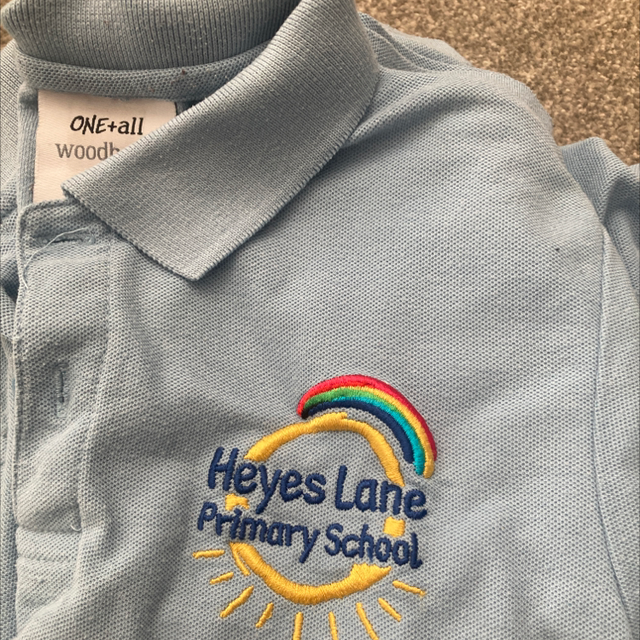 ONE+all
Heyes Lane
Primary School